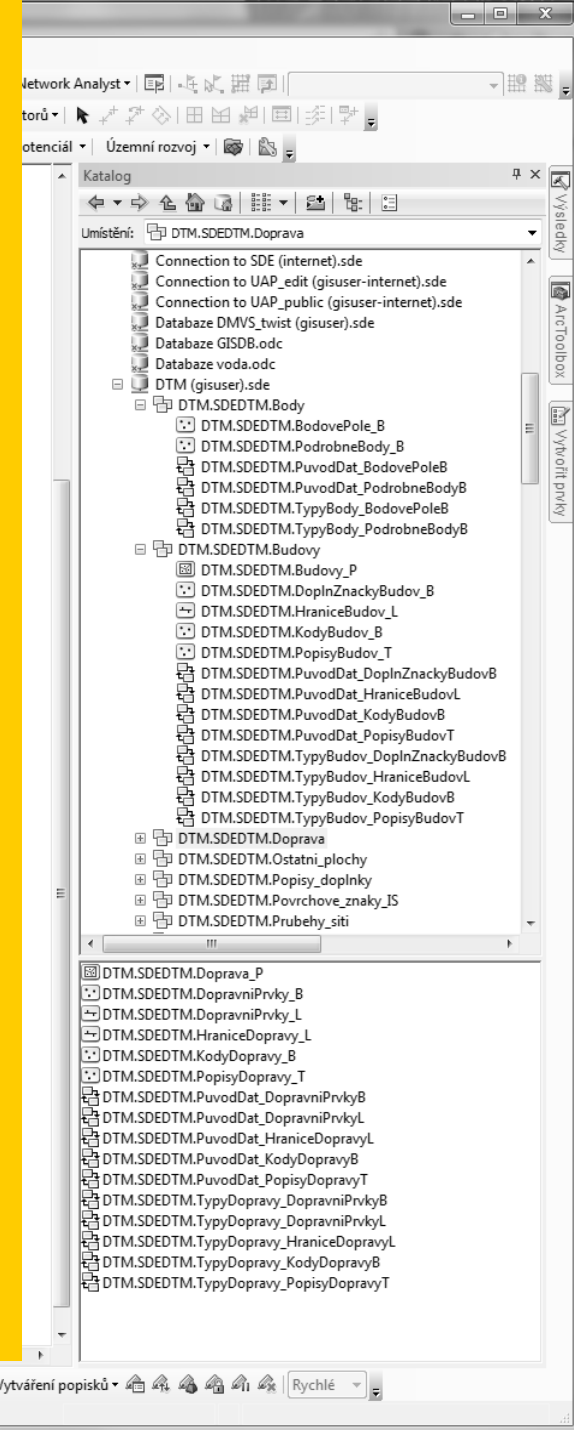 Network Analyst
torů
otenciál Územní rozvoj
Katalog
Umístění: DTM.SDEDTM.Doprava
Connection to SDE (internet).sde
Connection to UAP_edit (gisuser-internet).sde
Connection to UAP_public (gisuser-internet).sde
Databaze DMVS_twist (gisuser).sde
Database GISDB.odc
Database voda.odc
DTM (gisuser).sde
DTM.SDEDTM.Body
DTM.SDEDTM.BodovePole_B
DTM.SDEDTM.PodrobneBody_B
DTM.SDEDTM.PuvodDat_BodovePoleB
DTM.SDEDTM.PuvodDat_PodrobneBodyB
DTM.SDEDTM.TypyBody_BodovePoleB
DTM.SDEDTM.TypyBody_PodrobneBodyB
DTM.SDEDTM.Budovy
DTM.SDEDTM.Budovy_P
DTM.SDEDTM.DoplnZnackyBudov_B
DTM.SDEDTM.HraniceBudov_L
DTM.SDEDTM.KodyBudov_B
DTM.SDEDTM.PopisyBudov_T
DTM.SDEDTM.PuvodDat_DoplnZnackyBudovB
DTM.SDEDTM.PuvodDat_HraniceBudovL
DTM.SDEDTM.PuvodDat_KodyBudovB
DTM.SDEDTM.PuvodDat_PopisyBudovT
DTM.SDEDTM.TypyBudov_DoplnZnackyBudovB
DTM.SDEDTM.TypyBudov_HraniceBudovL
DTM.SDEDTM.TypyBudov_KodyBudovB
DTM.SDEDTM.TypyBudov_PopisyBudovT
DTM.SDEDTM.Doprava
DTM.SDEDTM.Ostatni_plochy
DTM.SDEDTM.Popisy_doplnky
DTM.SDEDTM.Povrchove_znaky_IS
DTM.SDEDTM.Prubehy_siti
DTM.SDEDTM.Doprava_P
DTM.SDEDTM.DopravniPrvky_B
DTM.SDEDTM.DopravniPrvky_L
DTM.SDEDTM.HraniceDopravy_L
DTM.SDEDTM.KodyDopravy_B
DTM.SDEDTM.PopisyDopravy_T
DTM.SDEDTM.PuvodDat_DopravniPrvkyB
DTM.SDEDTM.PuvodDat_DopravniPrvkyL
DTM.SDEDTM.PuvodDat_HraniceDopravyL
DTM.SDEDTM.PuvodDat_KodyDopravyB
DTM.SDEDTM.PuvodDat_PopisyDopravyT
DTM.SDEDTM.TypyDopravy_DopravniPrvkyB
DTM.SDEDTM.TypyDopravy_DopravniPrvkyL
DTM.SDEDTM.TypyDopravy_HraniceDopravyL
DTM.SDEDTM.TypyDopravy_KodyDopravyB
DTM.SDEDTM.TypyDopravy_PopisyDopravyT
Výsledky
ArcToolbox
Vytvořit prvky
Vytváření popisků Rychlé